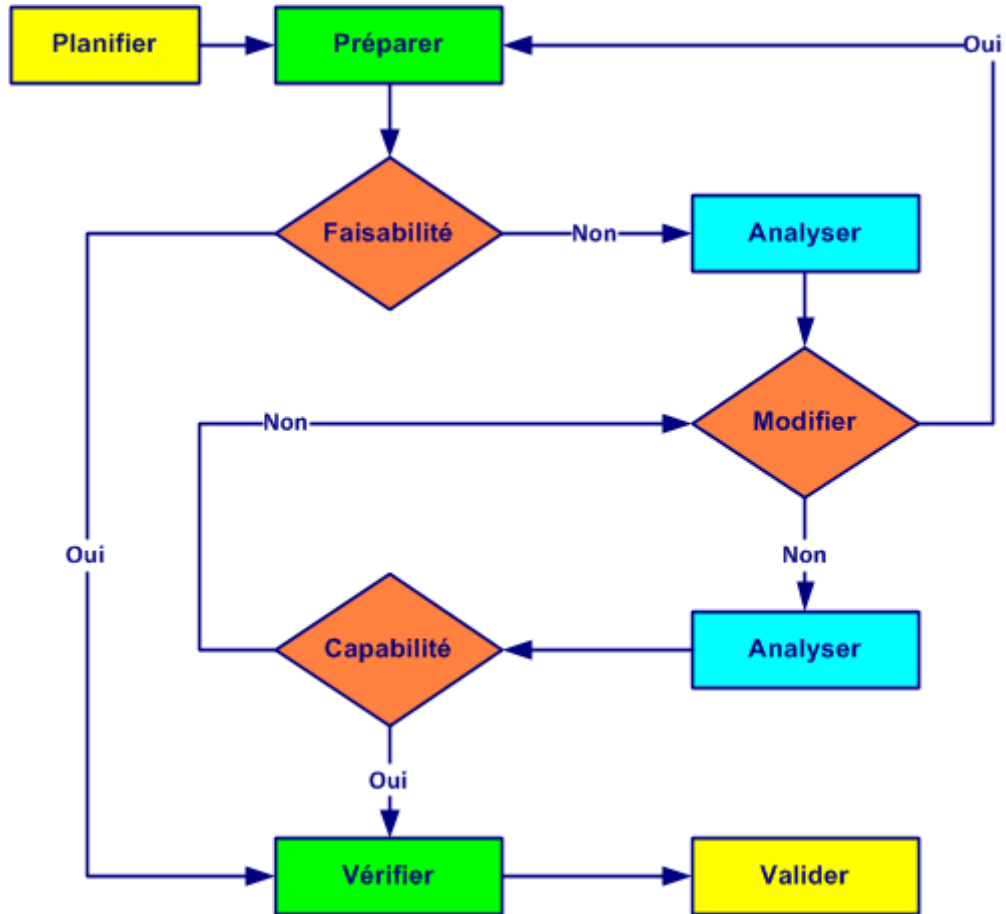 Planifier
Préparer
Oui
Faisabilité
Non
Analyser
Non
Modifier
Oui
Non
Capabilité
Analyser
Oui
Vérifier
Valider